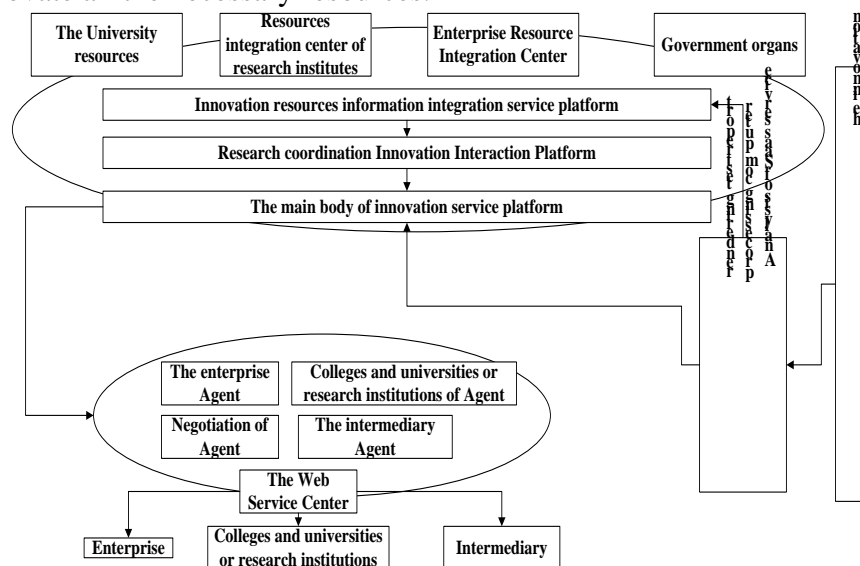 necessary resources.
The University
resources
Resources
integration center of
research institutes
Enterprise Resource
Integration Center
Government organs
Innovation resources information integration service platform
Research coordination Innovation Interaction Platform
The main body of innovation service platform
The enterprise
Agent
Colleges and universities or
research institutions of Agent
Negotiation of
Agent
The intermediary
Agent
The Web
Service Center
Enterprise
Colleges and universities
or research institutions
Intermediary